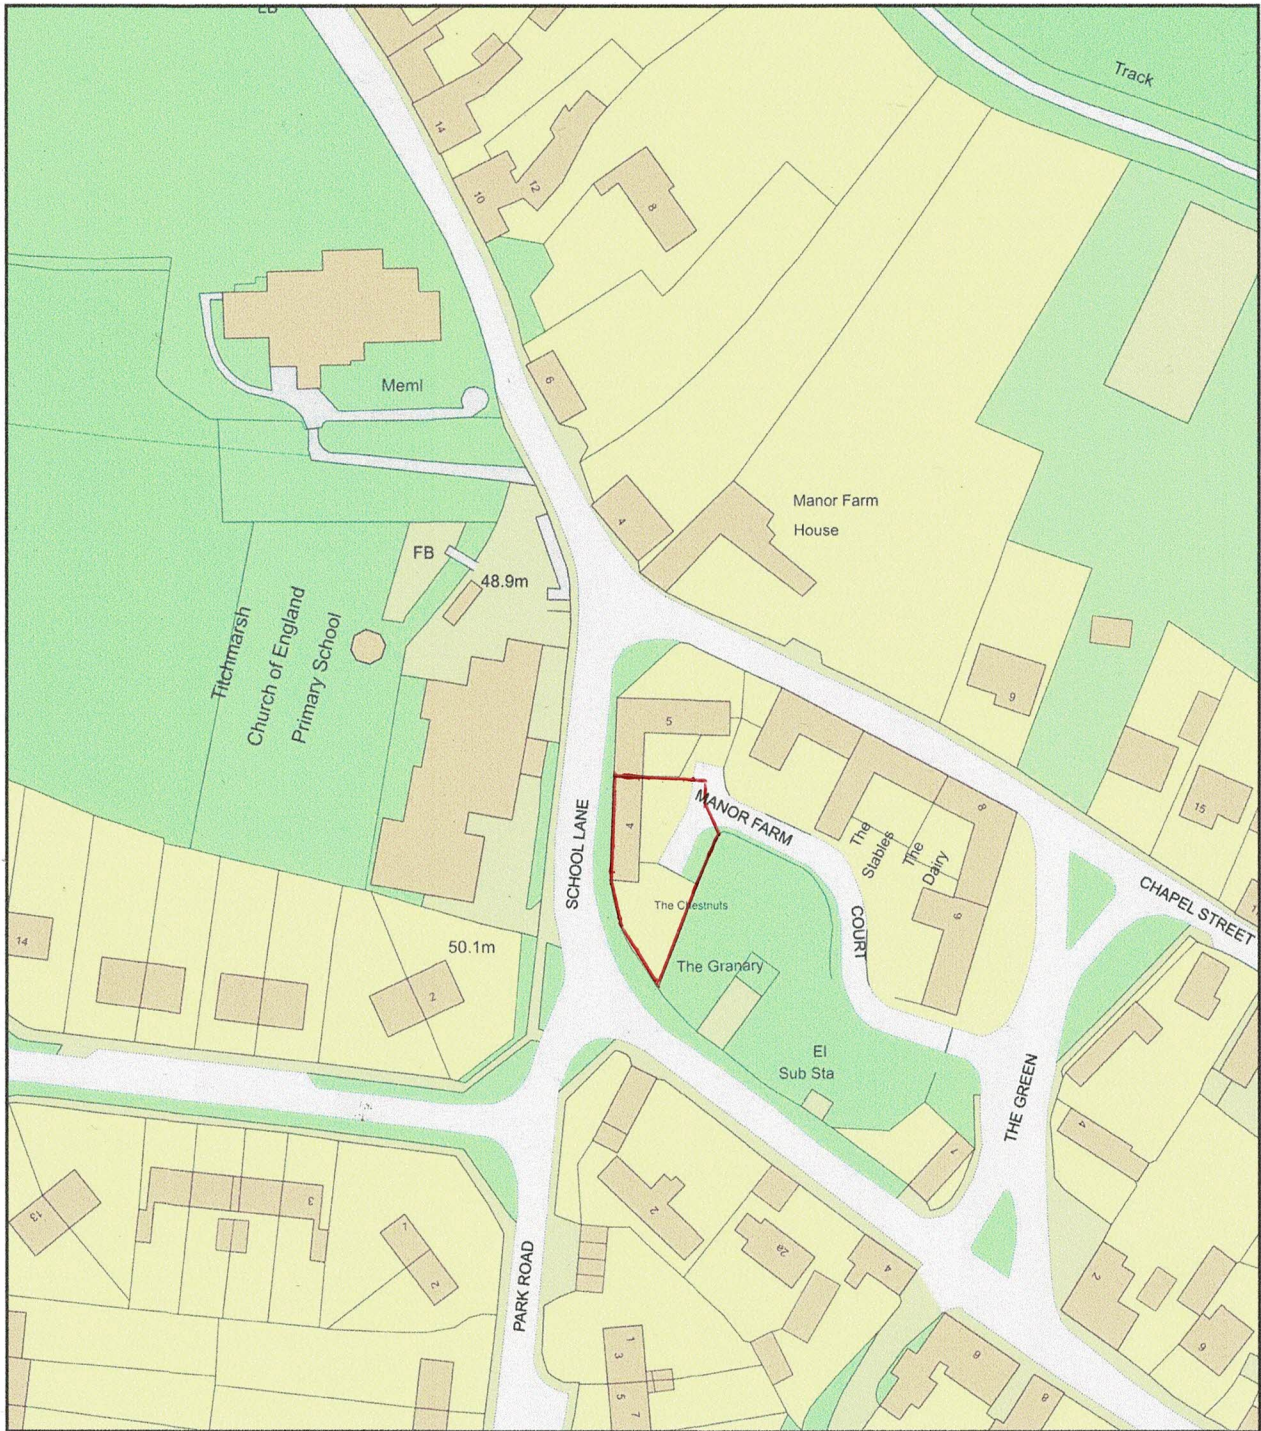 Track
14
10
12
8
Meml
6
4
Manor Farm
House
FB
48.9m
Titchmarsh
Church of England
Primary School
9
5
MANOR FARM
COURT
4
SCHOOL LANE
The
Stables
The
Dairy
8
15
CHAPEL STREET
The Chestnuts
The Granary
6
14
50.1m
2
El
Sub Sta
THE GREEN
4
1
13
3
1
2
2
2a
4
2
6
PARK ROAD
1
3
5
7
8